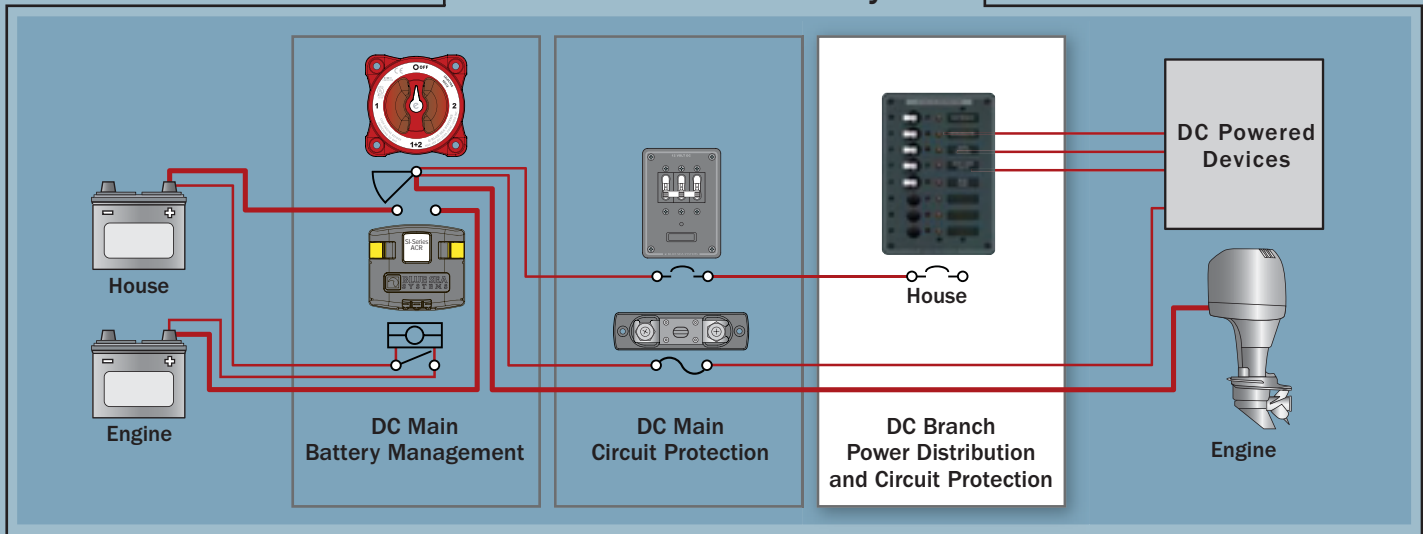 OFF
1
2
1+2
House
SI-Series
ACR
BLUE SEA
SYSTEMS
House
Engine
DC Main
Battery Management
DC Main
Circuit Protection
DC Branch
Power Distribution
and Circuit Protection
DC Powered
Devices
Engine